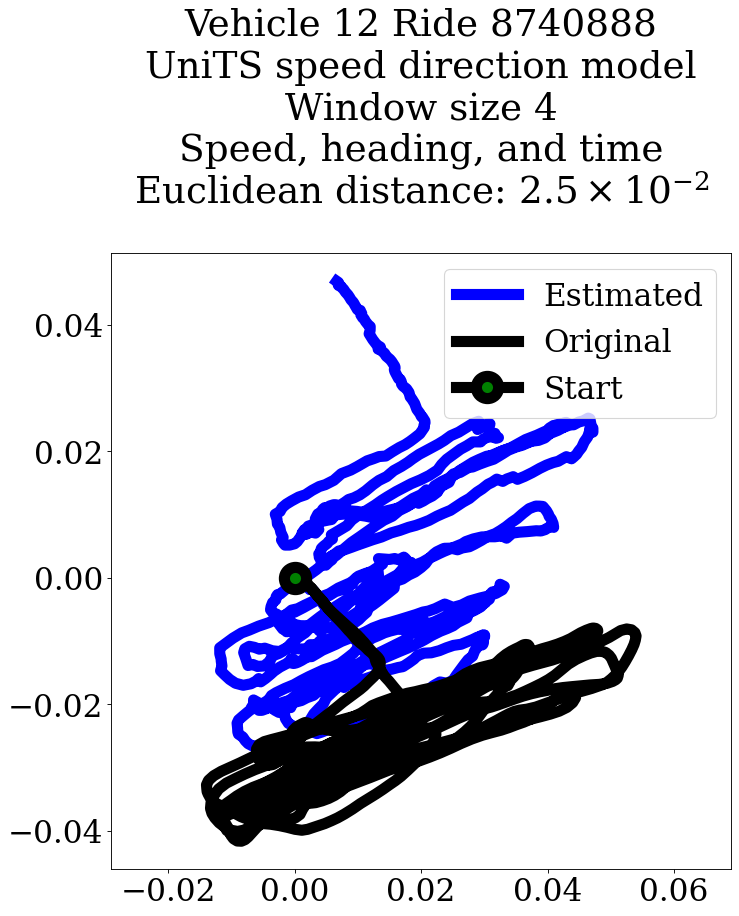 Vehicle 12 Ride 8740888
UniTS speed direction model
Window size 4
Speed, heading, and time
Euclidean distance: 2.5 × 10⁻²
Estimated
Original
Start
0.04
0.02
0.00
−0.02
−0.04
−0.02 0.00 0.02 0.04 0.06